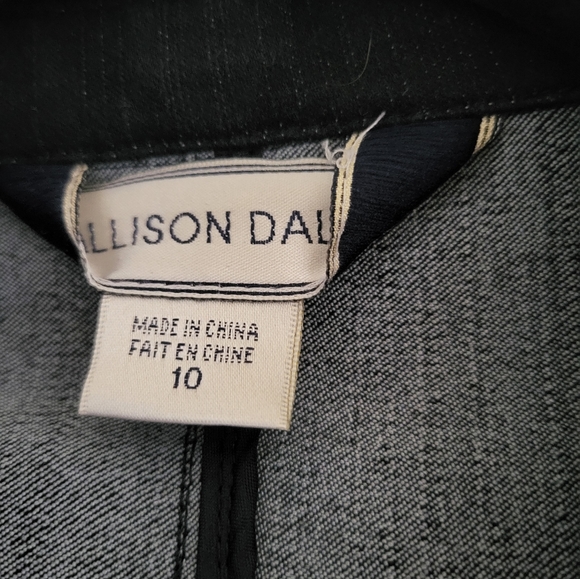 ALLISON DAL
MADE IN CHINA
FAIT EN CHINE
10